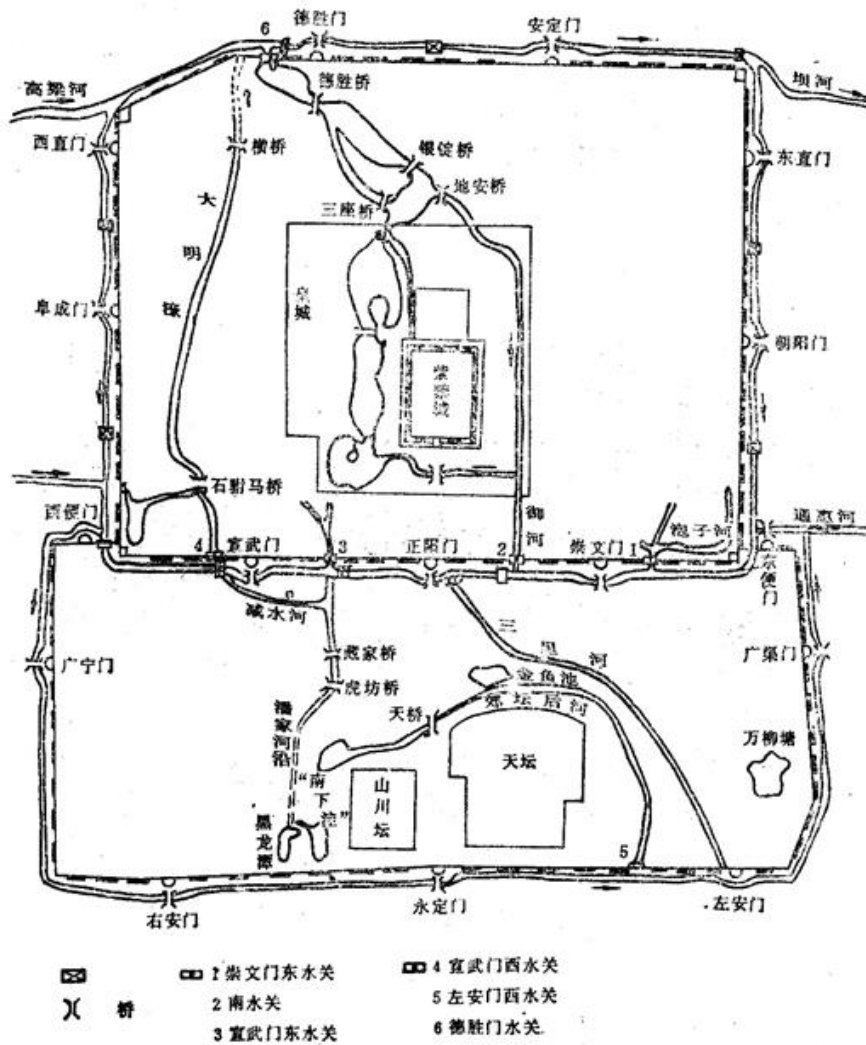 6
德胜门
安定门
德胜桥
高梁河
坝河
西直门
横桥
银锭桥
东直门
地安桥
三座桥
大明濠
皇城
阜成门
朝阳门
紫禁城
石驸马桥
西便门
御河
泡子河
通惠河
4
宣武门
3
正阳门
2
崇文门
1
东便门
减水河
三里河
广宁门
臧家桥
广渠门
虎坊桥
金鱼池
天桥
郊坛后河
潘家河沿
万柳塘
天坛
“南下洼”
山川坛
黑龙潭
5
右安门
永定门
左安门
1 崇文门东水关
4 宣武门西水关
桥
2 南水关
5 左安门西水关
3 宣武门东水关
6 德胜门水关